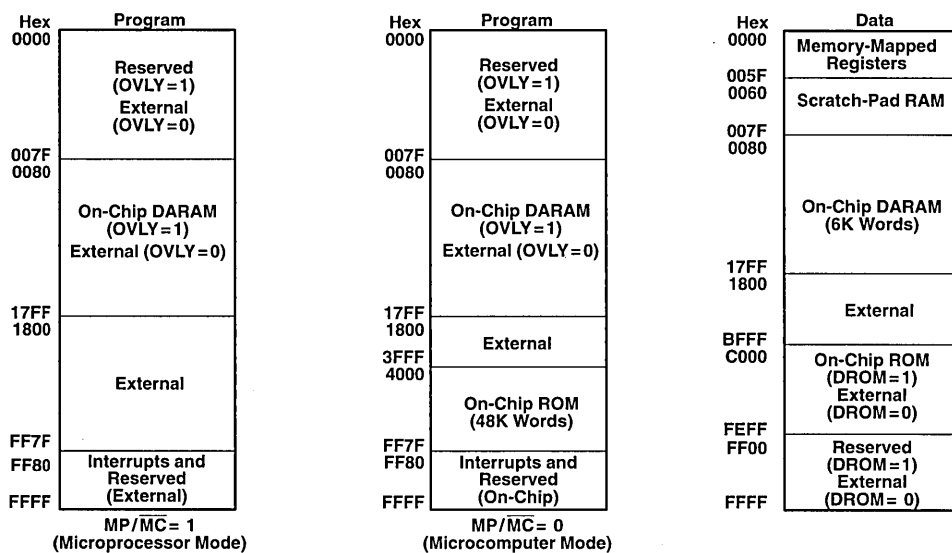 Hex Program
0000
Reserved
(OVLY=1)
External
(OVLY=0)
007F
0080
On-Chip DARAM
(OVLY=1)
External (OVLY=0)
17FF
1800
External
FF7F
FF80
Interrupts and
Reserved
(External)
FFFF
MP/MC= 1
(Microprocessor Mode)
Hex Program
0000
Reserved
(OVLY=1)
External
(OVLY=0)
007F
0080
On-Chip DARAM
(OVLY=1)
External (OVLY=0)
17FF
1800
External
3FFF
4000
On-Chip ROM
(48K Words)
FF7F
FF80
Interrupts and
Reserved
(On-Chip)
FFFF
MP/MC= 0
(Microcomputer Mode)
Hex Data
0000
Memory-Mapped
Registers
005F
0060
Scratch-Pad RAM
007F
0080
On-Chip DARAM
(6K Words)
17FF
1800
External
BFFF
C000
On-Chip ROM
(DROM=1)
External
(DROM=0)
FEFF
FF00
Reserved
(DROM=1)
External
(DROM= 0)
FFFF